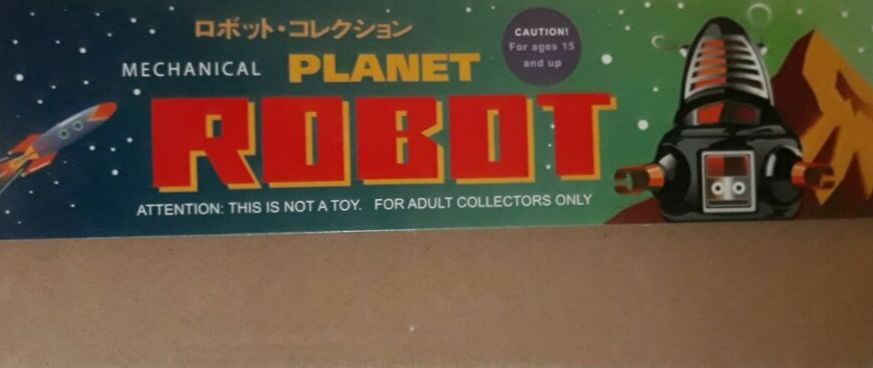 ロボット・コレクション
CAUTION!
For ages 15
and up
MECHANICAL PLANET
ROBOT
ATTENTION: THIS IS NOT A TOY. FOR ADULT COLLECTORS ONLY